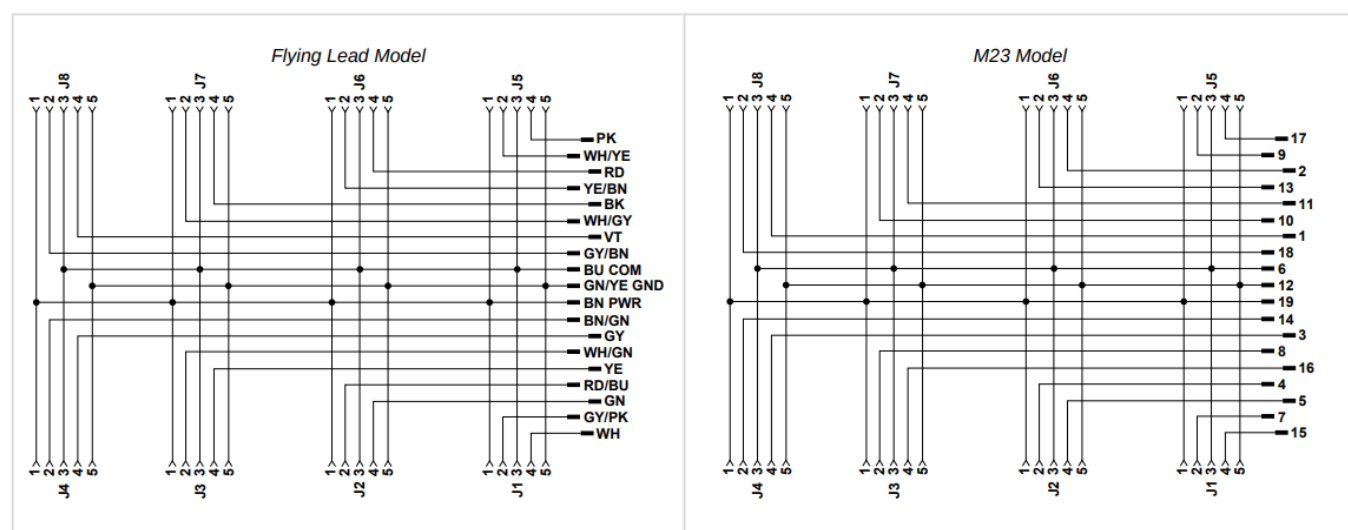 Flying Lead Model
J8 J7 J6 J5
1 2 3 4 5 1 2 3 4 5 1 2 3 4 5 1 2 3 4 5
PK
WH/YE
RD
YE/BN
BK
WH/GY
VT
GY/BN
BU COM
GN/YE GND
BN PWR
BN/GN
GY
WH/GN
YE
RD/BU
GN
GY/PK
WH
1 2 3 4 5 1 2 3 4 5 1 2 3 4 5 1 2 3 4 5
J4 J3 J2 J1
M23 Model
J8 J7 J6 J5
1 2 3 4 5 1 2 3 4 5 1 2 3 4 5 1 2 3 4 5
17
9
2
13
11
10
1
18
6
12
19
14
3
8
16
4
5
7
15
1 2 3 4 5 1 2 3 4 5 1 2 3 4 5 1 2 3 4 5
J4 J3 J2 J1